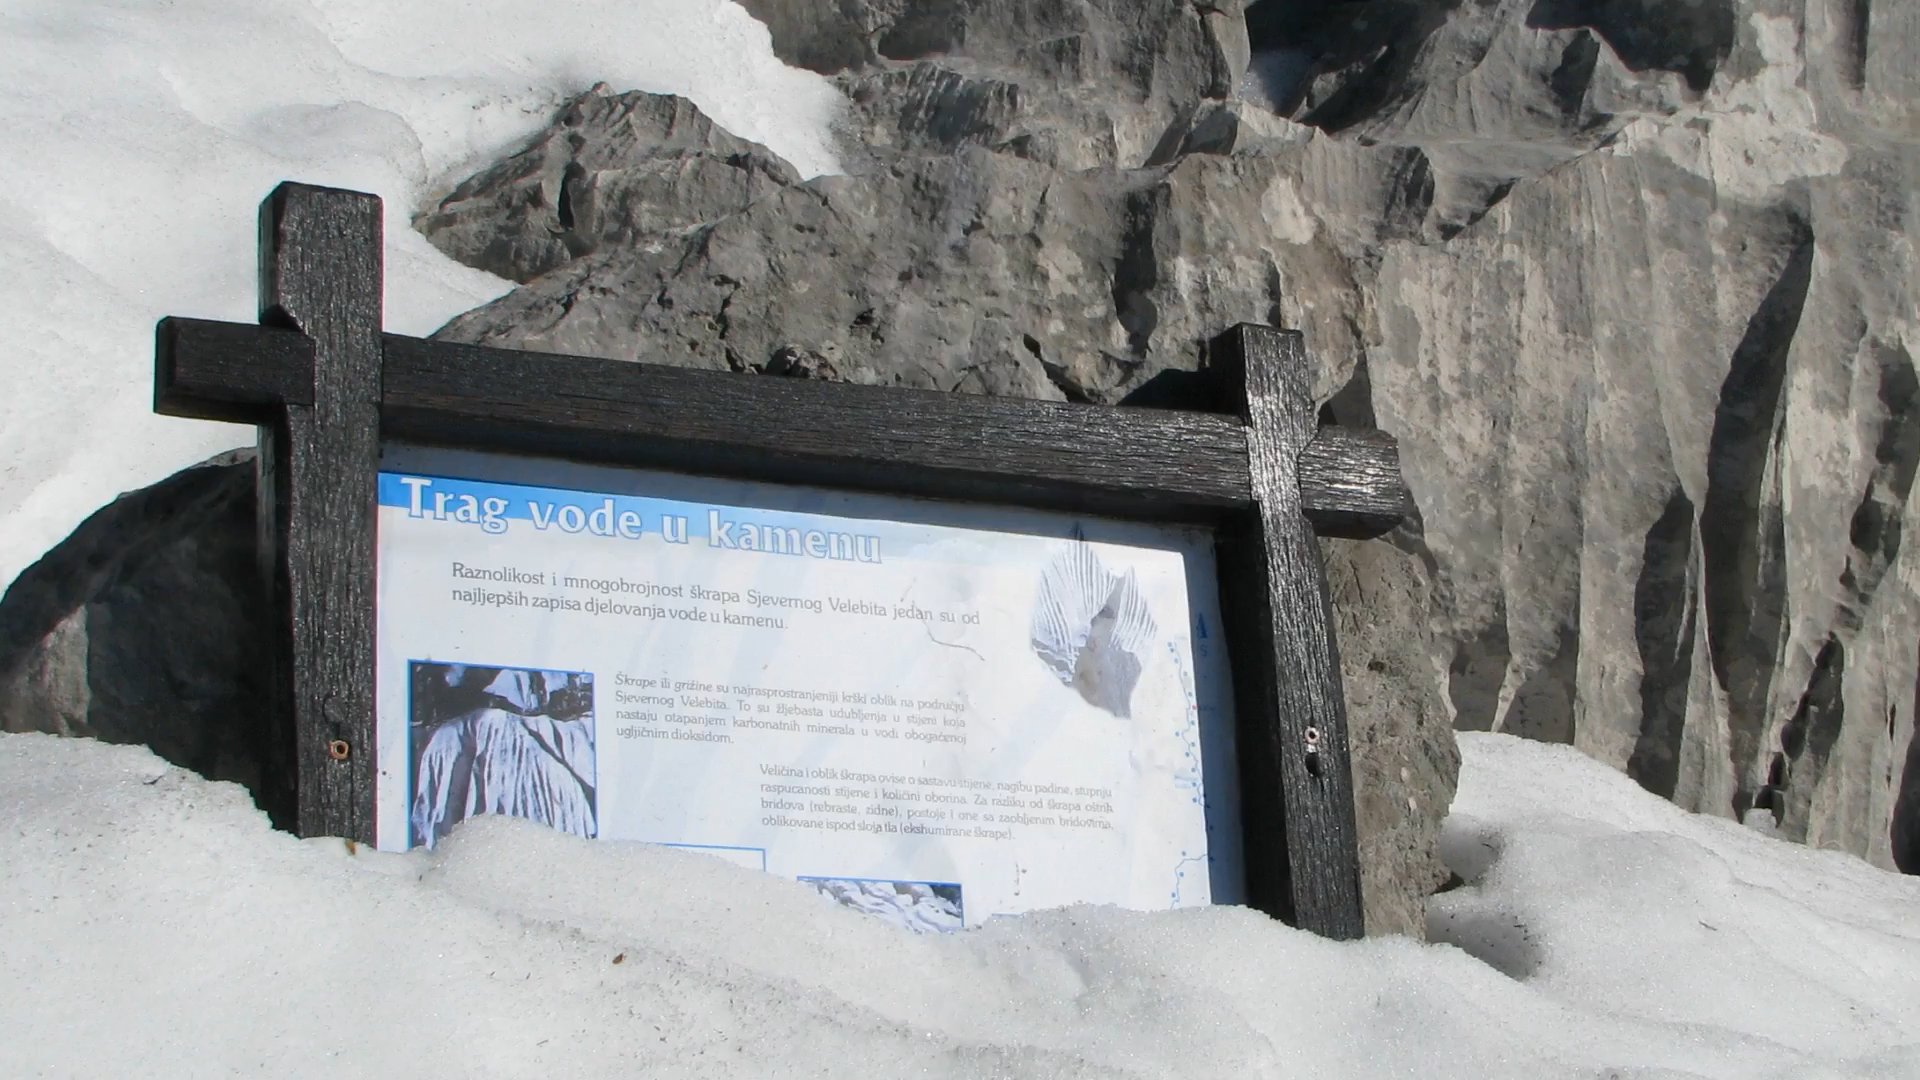 Trag vode u kamenu
Raznolikost i mnogobrojnost škrapa Sjevernog Velebita jedan su od
najljepših zapisa djelovanja vode u kamenu.
Škrape ili grižine su najrasprostranjeniji krški oblik na području
Sjevernog Velebita. To su žljebasta udubljenja u stijeni koja
nastaju otapanjem karbonatnih minerala u vodi obogaćenoj
ugljičnim dioksidom.
Veličina i oblik škrapa ovise o sastavu stijene, nagibu padine, stupnju
raspucanosti stijene i količini oborina. Za razliku od škrapa oštrih
bridova (rebraste, zidne), postoje i one sa zaobljenim bridovima,
oblikovane ispod sloja tla (ekshumirane škrape).
S